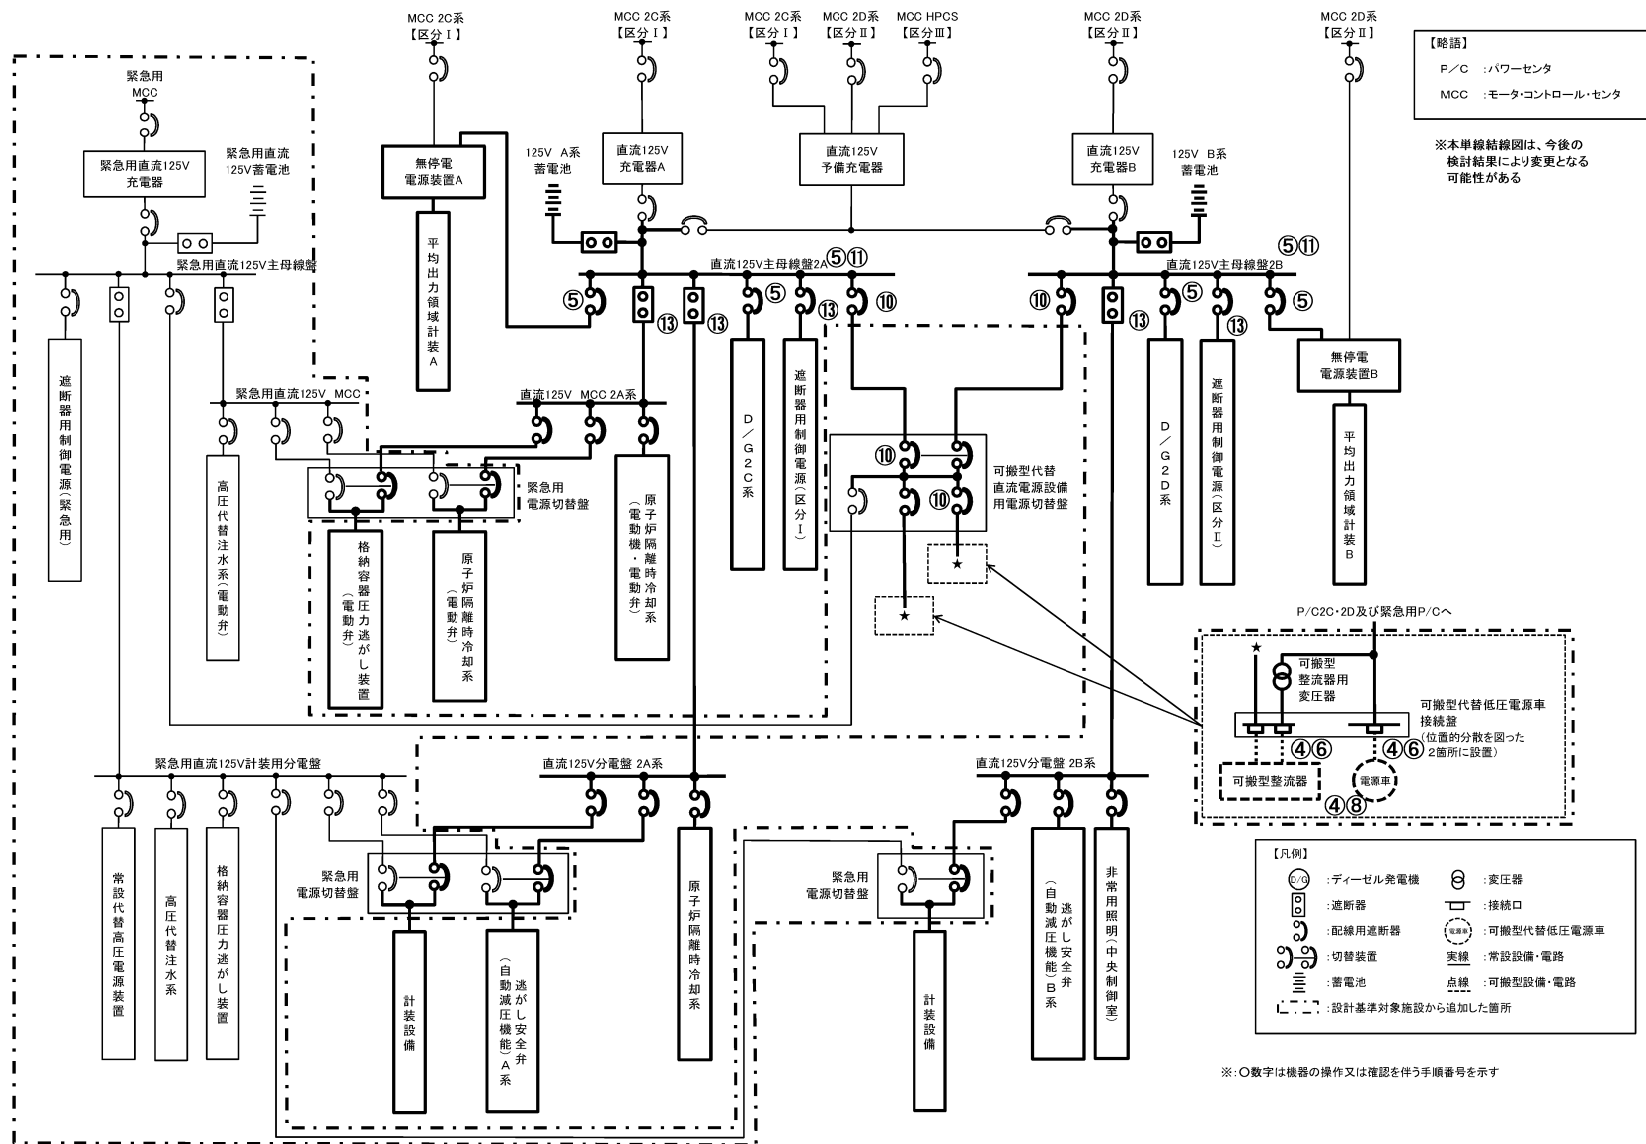 MCC 2C系
【区分Ⅰ】
MCC 2C系
【区分Ⅰ】
MCC 2C系
【区分Ⅰ】
MCC 2D系
【区分Ⅱ】
MCC HPCS
【区分Ⅲ】
MCC 2D系
【区分Ⅱ】
MCC 2D系
【区分Ⅱ】
【略語】
P/C :パワーセンタ
MCC :モータ・コントロール・センタ
※本単線結線図は、今後の
検討結果により変更となる
可能性がある
緊急用
MCC
緊急用直流125V
充電器
緊急用直流
125V蓄電池
無停電
電源装置A
125V A系
蓄電池
直流125V
充電器A
直流125V
予備充電器
直流125V
充電器B
125V B系
蓄電池
緊急用直流125V主母線盤
直流125V主母線盤2A
⑤⑪
直流125V主母線盤2B
⑤⑪
⑤
⑬
⑬
⑤
⑬
⑩
⑩
⑬
⑤
⑬
⑤
平均出力領域計装A
無停電
電源装置B
遮断器用制御電源(緊急用)
緊急用直流125V MCC
直流125V MCC 2A系
D/G2C系
遮断器用制御電源(区分Ⅰ)
D/G2D系
遮断器用制御電源(区分Ⅱ)
平均出力領域計装B
高圧代替注水系(電動弁)
緊急用
電源切替盤
格納容器圧力逃がし装置
(電動弁)
原子炉隔離時冷却系
(電動弁)
原子炉隔離時冷却系
(電動機・電動弁)
⑩
⑩
可搬型代替
直流電源設備
用電源切替盤
★
★
P/C2C・2D及び緊急用P/Cへ
★
可搬型
整流器用
変圧器
可搬型代替低圧電源車
接続盤
(位置的分散を図った
2箇所に設置)
④⑥
④⑥
可搬型整流器
電源車
④⑧
緊急用直流125V計装用分電盤
直流125V分電盤 2A系
直流125V分電盤 2B系
常設代替高圧電源装置
高圧代替注水系
格納容器圧力逃がし装置
緊急用
電源切替盤
計装設備
逃がし安全弁
(自動減圧機能)A系
原子炉隔離時冷却系
緊急用
電源切替盤
計装設備
逃がし安全弁
(自動減圧機能)B系
非常用照明(中央制御室)
【凡例】
D/G :ディーゼル発電機
:変圧器
:遮断器
:接続口
:配線用遮断器
電源車 :可搬型代替低圧電源車
:切替装置
実線 :常設設備・電路
:蓄電池
点線 :可搬型設備・電路
:設計基準対象施設から追加した箇所
※:○数字は機器の操作又は確認を伴う手順番号を示す